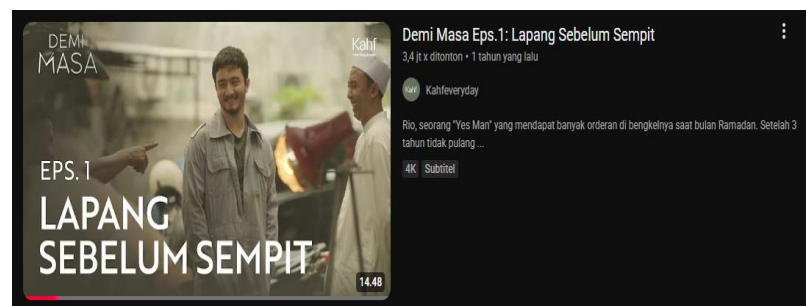 DEMI
MASA
Kahf
EPS. 1
LAPANG
SEBELUM SEMPIT
14.48
Demi Masa Eps.1: Lapang Sebelum Sempit
3,4 jt x ditonton • 1 tahun yang lalu
Kahf
Kahfeveryday
Rio, seorang "Yes Man" yang mendapat banyak orderan di bengkelnya saat bulan Ramadan. Setelah 3
tahun tidak pulang ...
4K Subtitel